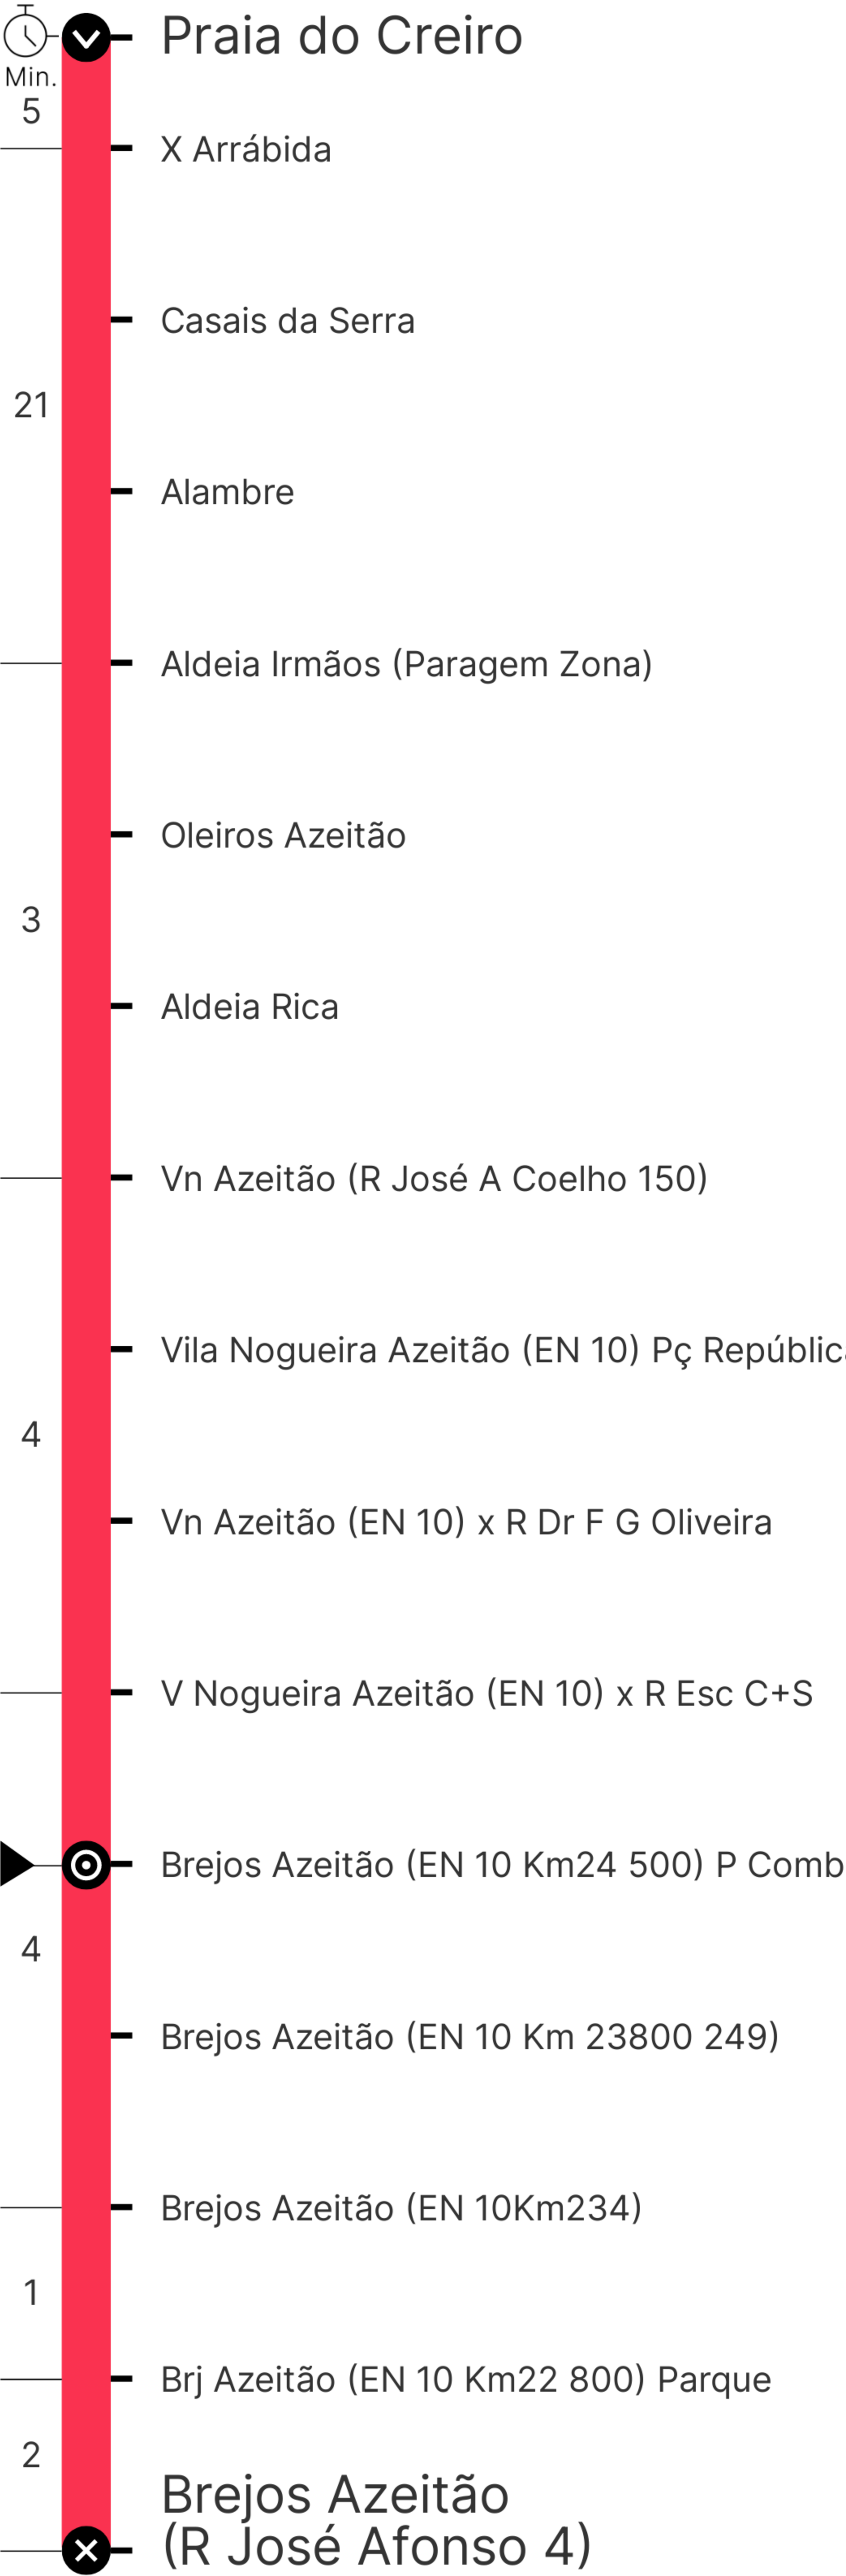 Praia do Creiro
Min.
5
X Arrábida
Casais da Serra
21
Alambre
Aldeia Irmãos (Paragem Zona)
Oleiros Azeitão
3
Aldeia Rica
Vn Azeitão (R José A Coelho 150)
Vila Nogueira Azeitão (EN 10) Pç Repúblic
4
Vn Azeitão (EN 10) x R Dr F G Oliveira
V Nogueira Azeitão (EN 10) x R Esc C+S
Brejos Azeitão (EN 10 Km24 500) P Comb
4
Brejos Azeitão (EN 10 Km 23800 249)
Brejos Azeitão (EN 10Km234)
1
Brj Azeitão (EN 10 Km22 800) Parque
2
Brejos Azeitão
(R José Afonso 4)